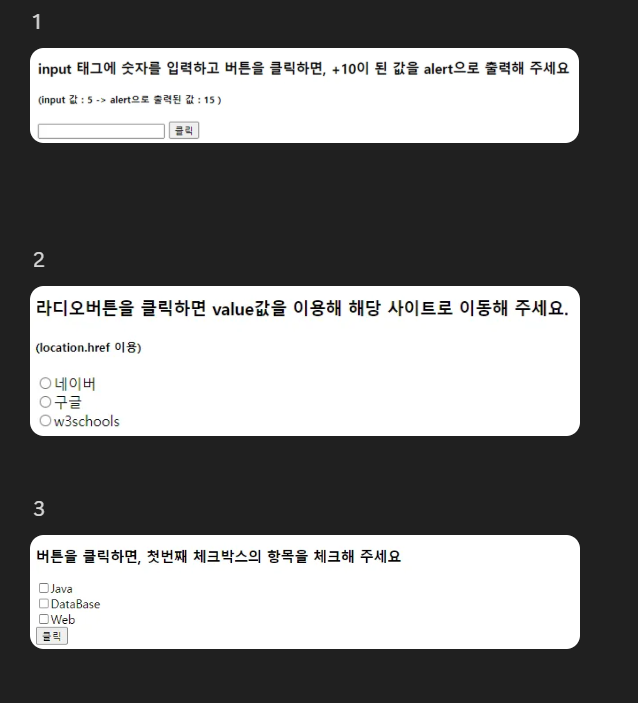 1
input 태그에 숫자를 입력하고 버튼을 클릭하면, +10이 된 값을 alert으로 출력해 주세요
(input 값 : 5 -> alert으로 출력된 값 : 15 )
클릭
2
라디오버튼을 클릭하면 value값을 이용해 해당 사이트로 이동해 주세요.
(location.href 이용)
네이버
구글
w3schools
3
버튼을 클릭하면, 첫번째 체크박스의 항목을 체크해 주세요
Java
DataBase
Web
클릭